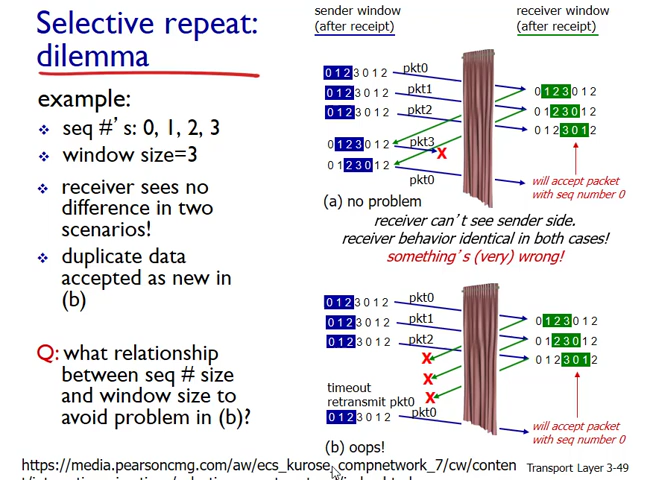 Selective repeat:
dilemma
example:
seq #'s: 0, 1, 2, 3
window size=3
receiver sees no
difference in two
scenarios!
duplicate data
accepted as new in
(b)
Q: what relationship
between seq # size
and window size to
avoid problem in (b)?
sender window
(after receipt)
receiver window
(after receipt)
0 1 2 3 0 1 2 pkt0
0 1 2 3 0 1 2 pkt1
0 1 2 3 0 1 2 pkt2
0 1 2 3 0 1 2
0 1 2 3 0 1 2
0 1 2 3 0 1 2
0 1 2 3 0 1 2 pkt3 X
0 1 2 3 0 1 2
pkt0
will accept packet
with seq number 0
(a) no problem
receiver can't see sender side.
receiver behavior identical in both cases!
something's (very) wrong!
0 1 2 3 0 1 2 pkt0
0 1 2 3 0 1 2 pkt1
0 1 2 3 0 1 2 pkt2
0 1 2 3 0 1 2
0 1 2 3 0 1 2
0 1 2 3 0 1 2
X
X
X
timeout
retransmit pkt0
0 1 2 3 0 1 2 pkt0
will accept packet
with seq number 0
(b) oops!
https://media.pearsoncmg.com/aw/ecs_kurose_compnetwork_7/cw/conten
Transport Layer 3-49